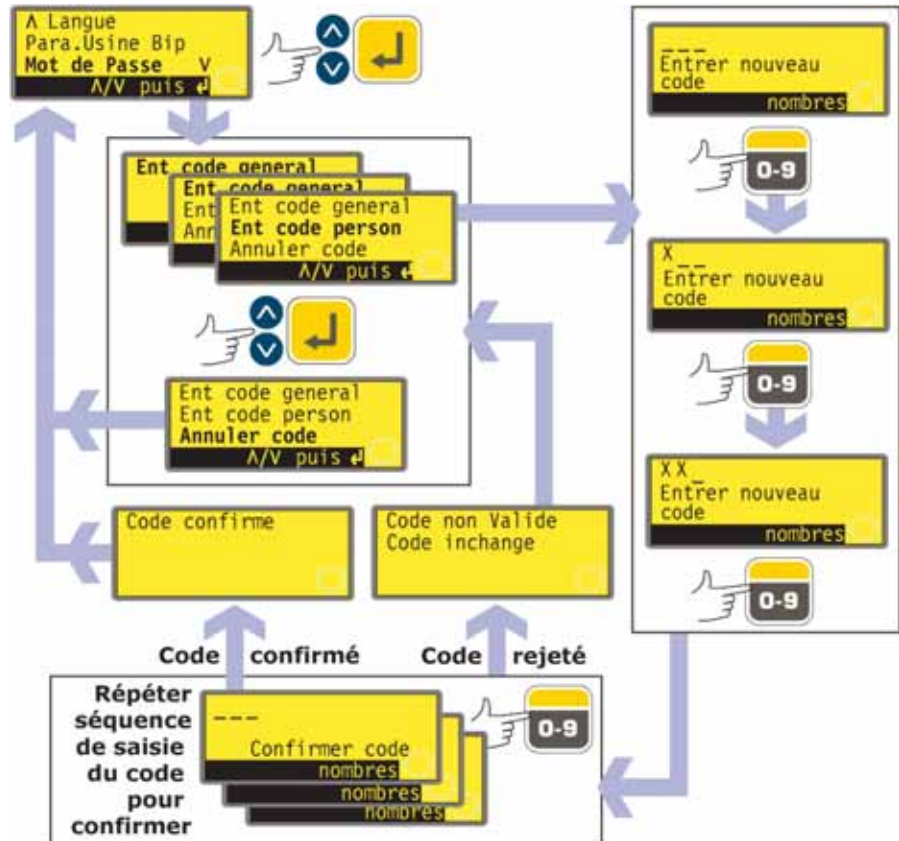 Λ Langue
Para.Usine Bip
Mot de Passe V
Λ/V puis ↲
Ent code general
Ent code general
Ent
Ann
Ent code general
Ent code person
Annuler code
Λ/V puis ↲
Ent code general
Ent code person
Annuler code
Λ/V puis ↲
Code confirme
Code non Valide
Code inchange
Code confirmé
Code rejeté
Répéter
séquence
de saisie
du code
pour
confirmer
_ _ _
Confirmer code
nombres
nombres
nombres
0-9
_ _ _
Entrer nouveau
code
nombres
0-9
X _ _
Entrer nouveau
code
nombres
0-9
X X _
Entrer nouveau
code
nombres
0-9